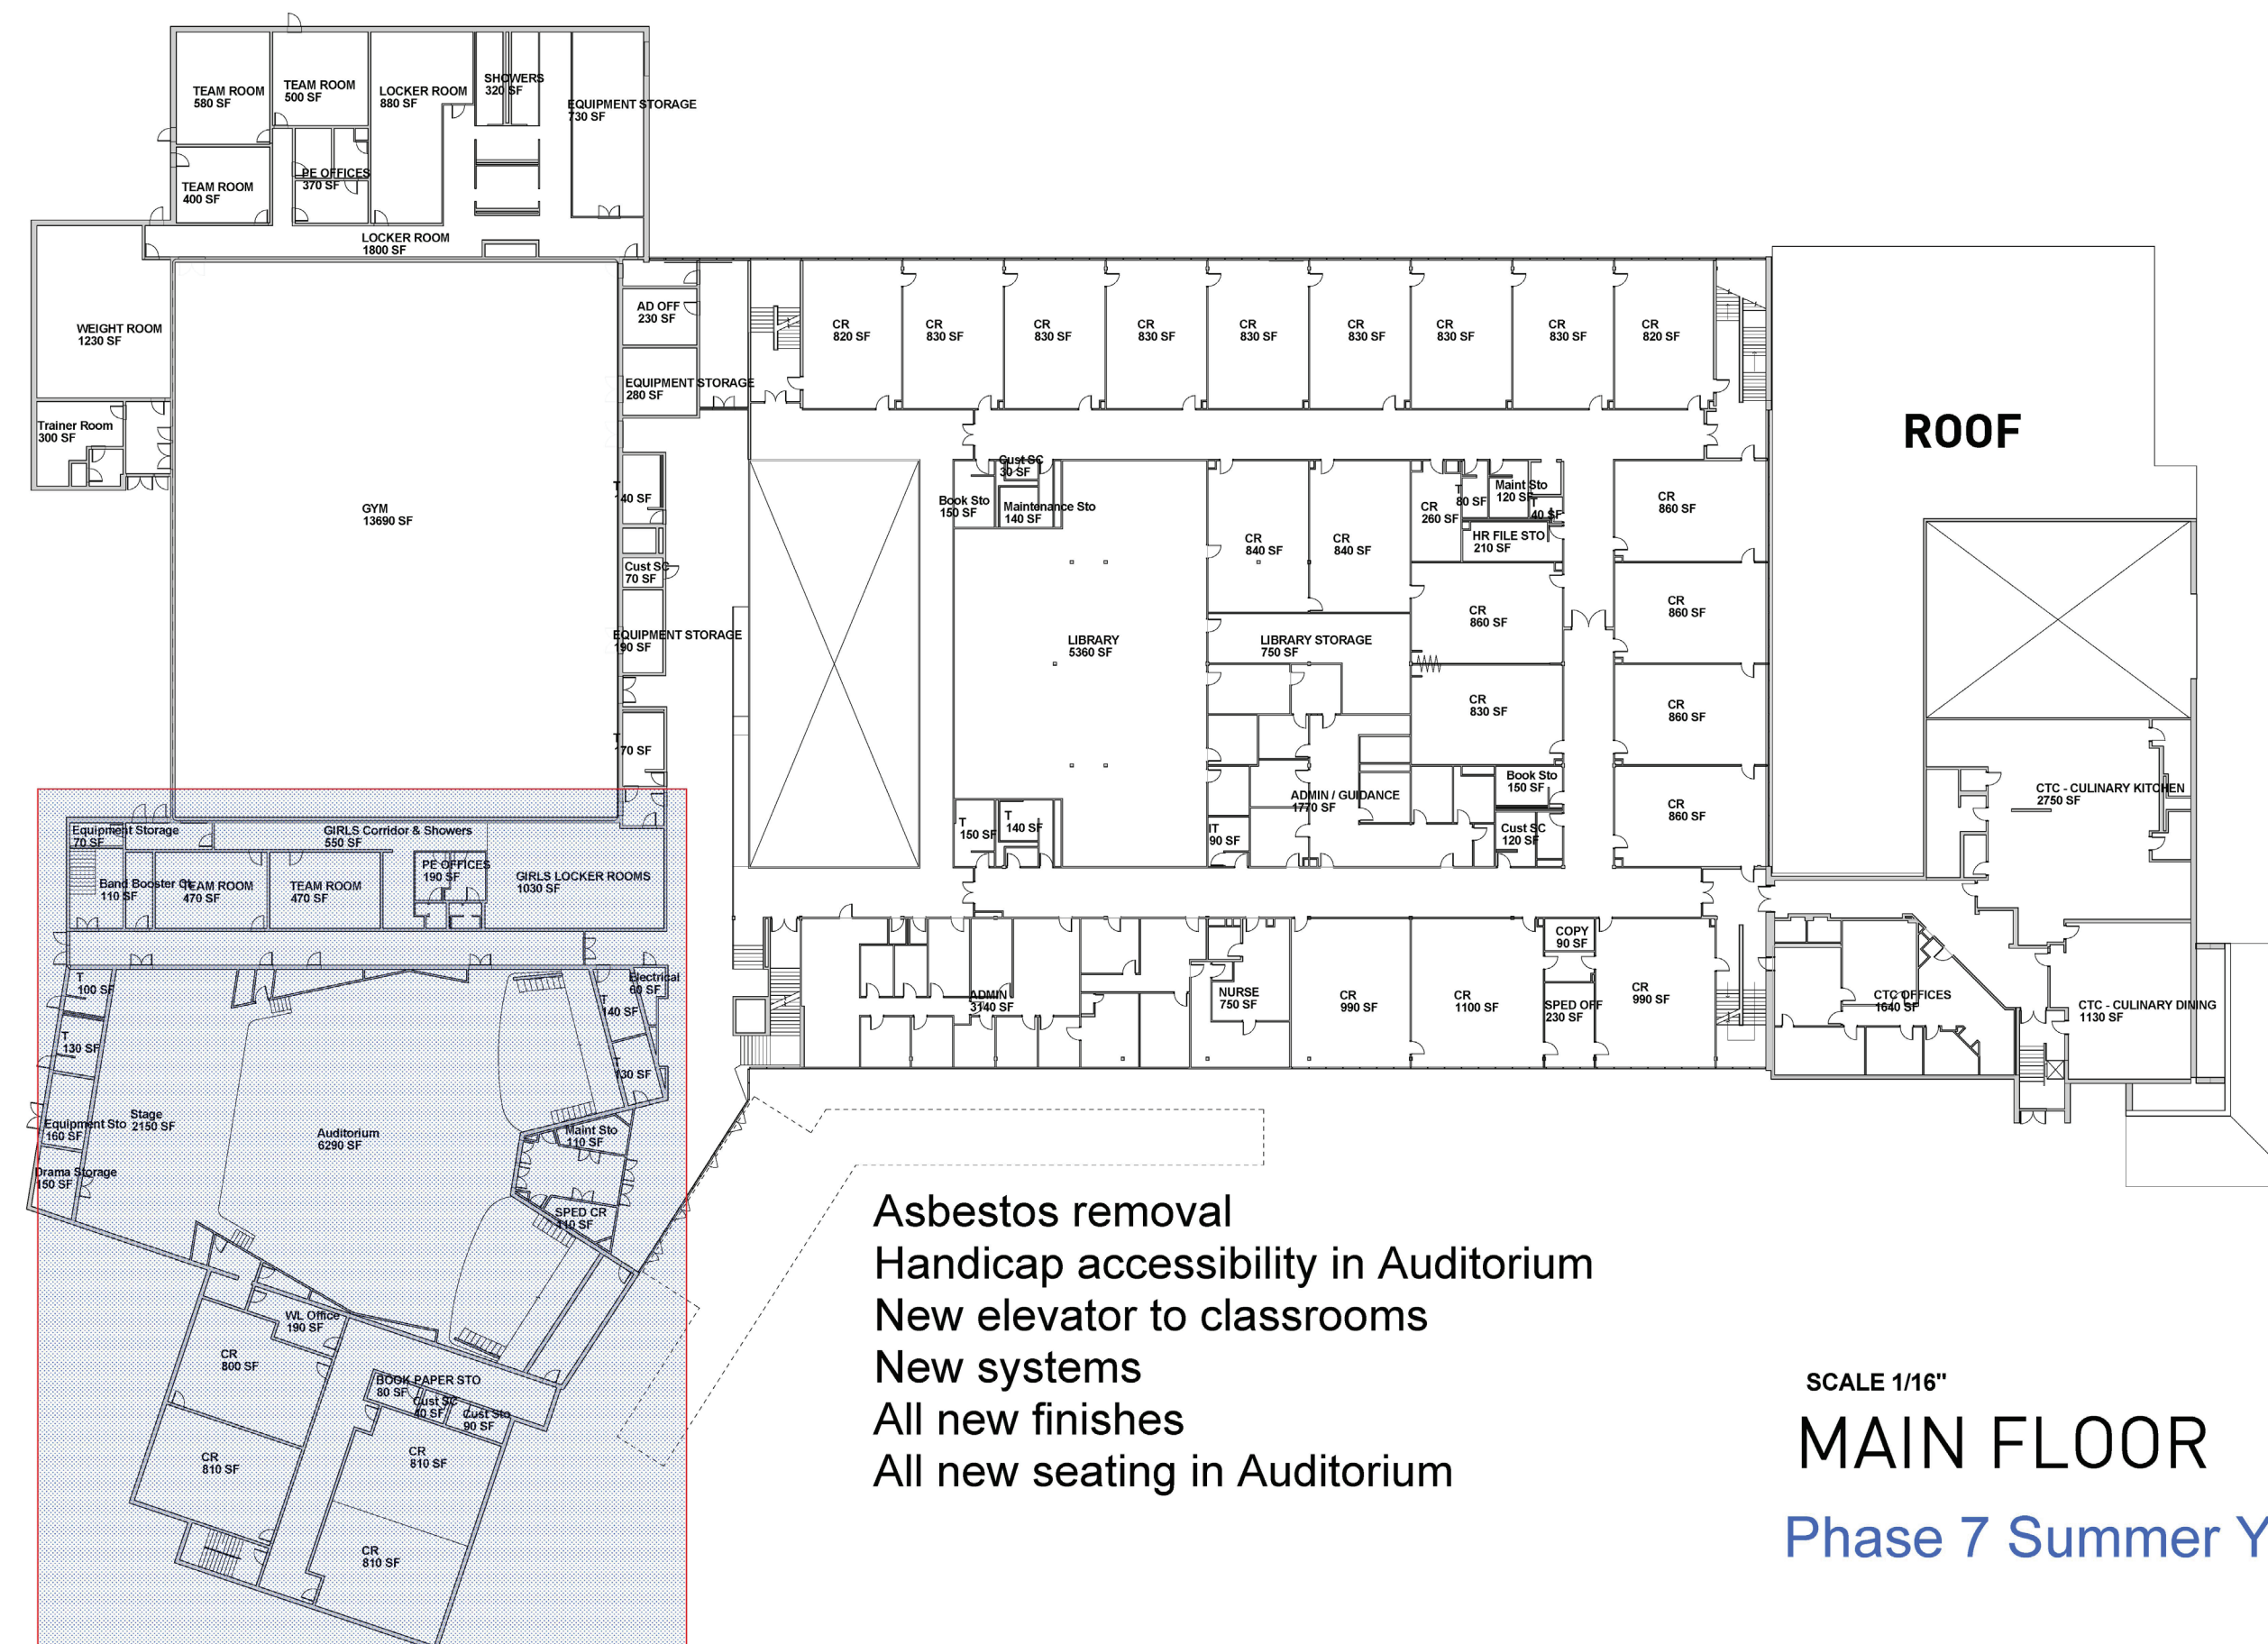 TEAM ROOM
580 SF
TEAM ROOM
500 SF
LOCKER ROOM
880 SF
SHOWERS
320 SF
EQUIPMENT STORAGE
730 SF
TEAM ROOM
400 SF
PE OFFICES
370 SF
LOCKER ROOM
1800 SF
WEIGHT ROOM
1230 SF
AD OFF
230 SF
EQUIPMENT STORAGE
280 SF
CR
820 SF
CR
830 SF
CR
830 SF
CR
830 SF
CR
830 SF
CR
830 SF
CR
830 SF
CR
830 SF
CR
820 SF
ROOF
Trainer Room
300 SF
GYM
13690 SF
T
140 SF
Cust SC
70 SF
EQUIPMENT STORAGE
190 SF
T
170 SF
Cust SC
30 SF
Book Sto
150 SF
Maintenance Sto
140 SF
CR
840 SF
CR
840 SF
CR
260 SF
T
80 SF
Maint Sto
120 SF
T
40 SF
HR FILE STO
210 SF
CR
860 SF
CR
860 SF
CR
860 SF
LIBRARY
5360 SF
LIBRARY STORAGE
750 SF
CR
830 SF
CR
860 SF
Book Sto
150 SF
ADMIN / GUIDANCE
1770 SF
CR
860 SF
CTC - CULINARY KITCHEN
2750 SF
T
150 SF
T
140 SF
IT
90 SF
Cust SC
120 SF
Equipment Storage
70 SF
GIRLS Corridor & Showers
550 SF
Band Booster Cl
110 SF
TEAM ROOM
470 SF
TEAM ROOM
470 SF
PE OFFICES
190 SF
GIRLS LOCKER ROOMS
1030 SF
COPY
90 SF
T
100 SF
Electrical
60 SF
T
140 SF
ADMIN
3140 SF
NURSE
750 SF
CR
990 SF
CR
1100 SF
SPED OFF
230 SF
CR
990 SF
CTC OFFICES
1640 SF
CTC - CULINARY DINING
1130 SF
T
130 SF
T
130 SF
Equipment Sto
160 SF
Stage
2150 SF
Auditorium
6290 SF
Maint Sto
110 SF
Drama Storage
150 SF
SPED CR
110 SF
WL Office
190 SF
CR
800 SF
BOOK PAPER STO
80 SF
Cust SC
40 SF
Cust Sto
90 SF
CR
810 SF
CR
810 SF
CR
810 SF
Asbestos removal
Handicap accessibility in Auditorium
New elevator to classrooms
New systems
All new finishes
All new seating in Auditorium
SCALE 1/16"
MAIN FLOOR
Phase 7 Summer Y